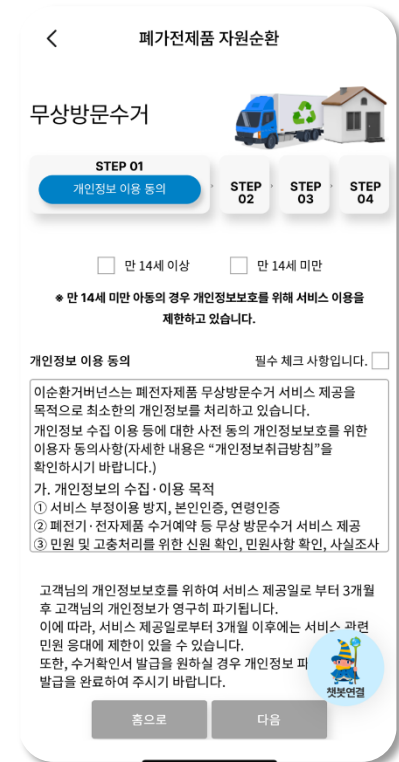 폐가전제품 자원순환
무상방문수거
STEP 01
개인정보 이용 동의
STEP 02
STEP 03
STEP 04
만 14세 이상
만 14세 미만
※ 만 14세 미만 아동의 경우 개인정보보호를 위해 서비스 이용을
제한하고 있습니다.
개인정보 이용 동의
필수 체크 사항입니다.
이순환거버넌스는 폐전자제품 무상방문수거 서비스 제공을
목적으로 최소한의 개인정보를 처리하고 있습니다.
개인정보 수집 이용 등에 대한 사전 동의 개인정보보호를 위한
이용자 동의사항(자세한 내용은 “개인정보취급방침”을
확인하시기 바랍니다.)
가. 개인정보의 수집·이용 목적
① 서비스 부정이용 방지, 본인인증, 연령인증
② 폐전기·전자제품 수거예약 등 무상 방문수거 서비스 제공
③ 민원 및 고충처리를 위한 신원 확인, 민원사항 확인, 사실조사
고객님의 개인정보보호를 위하여 서비스 제공일로 부터 3개월
후 고객님의 개인정보가 영구히 파기됩니다.
이에 따라, 서비스 제공일로부터 3개월 이후에는 서비스 관련
민원 응대에 제한이 있을 수 있습니다.
또한, 수거확인서 발급을 원하실 경우 개인정보 파
발급을 완료하여 주시기 바랍니다.
챗봇연결
홈으로
다음